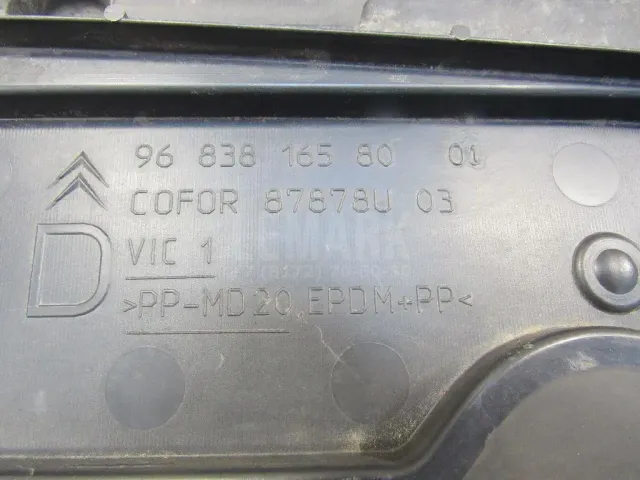 96 838 165 80 01
COFOR 87878U 03
D
VIC 1
>PP-MD20 EPDM+PP<